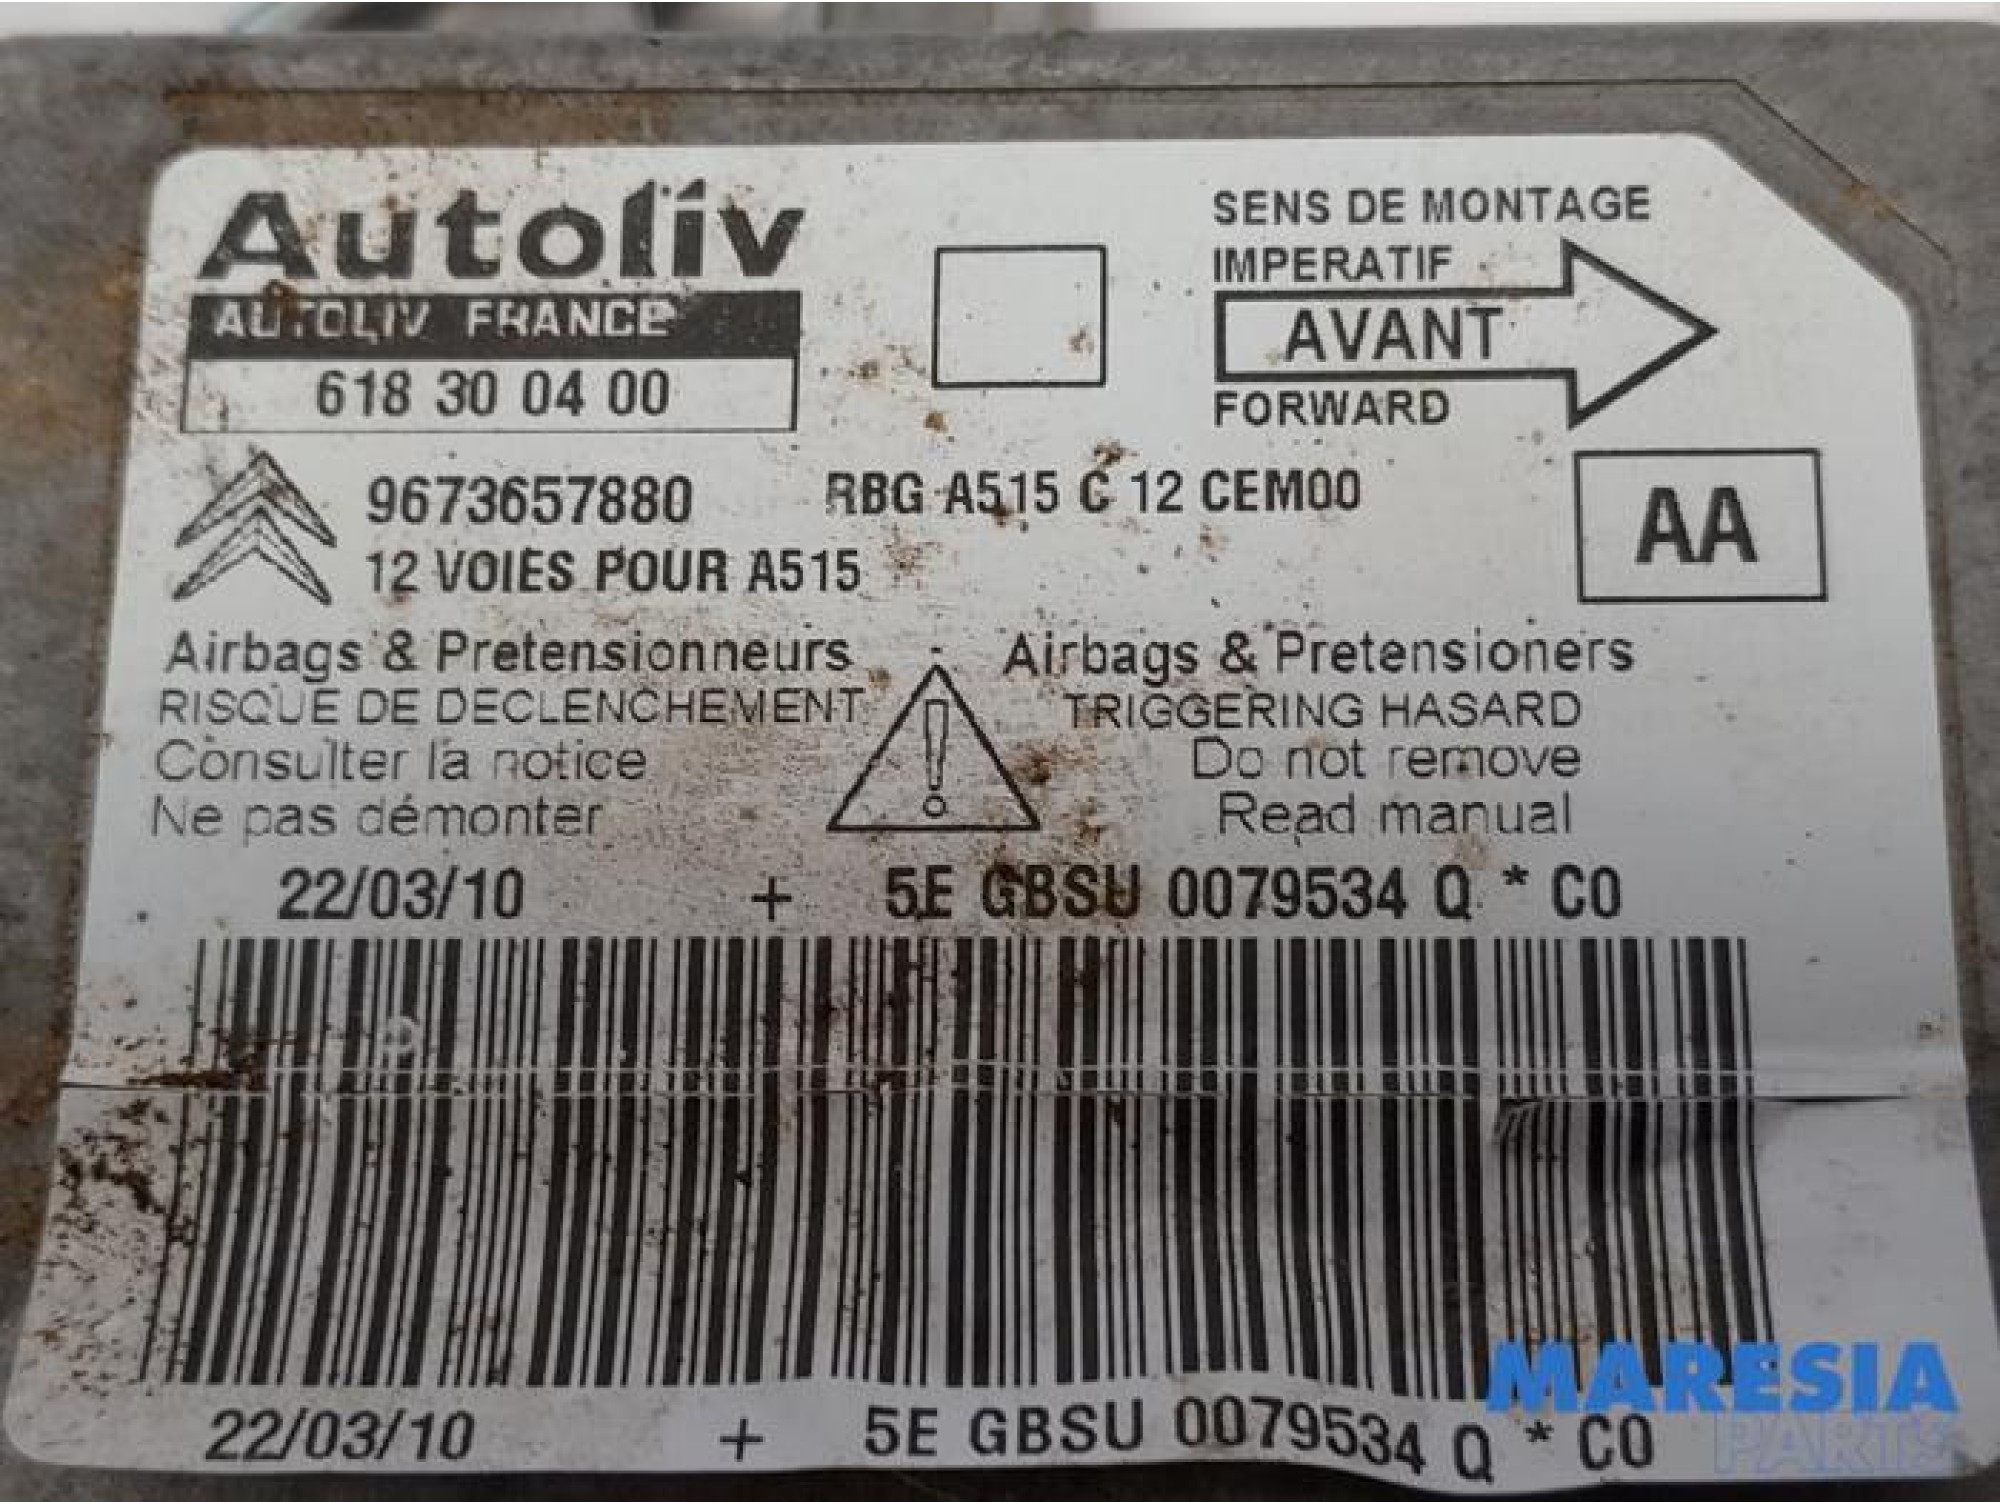 Autoliv
AUTOLIV FRANCE
618 30 04 00
SENS DE MONTAGE
IMPERATIF
AVANT
FORWARD
9673657880 RBG A515 C 12 CEM00
12 VOIES POUR A515
AA
Airbags & Pretensionneurs
RISQUE DE DECLENCHEMENT
Consulter la notice
Ne pas démonter
Airbags & Pretensioners
TRIGGERING HASARD
Do not remove
Read manual
22/03/10 + 5E GBSU 0079534 Q * C0
22/03/10 + 5E GBSU 0079534 Q * C0
MARESIA
PARTS